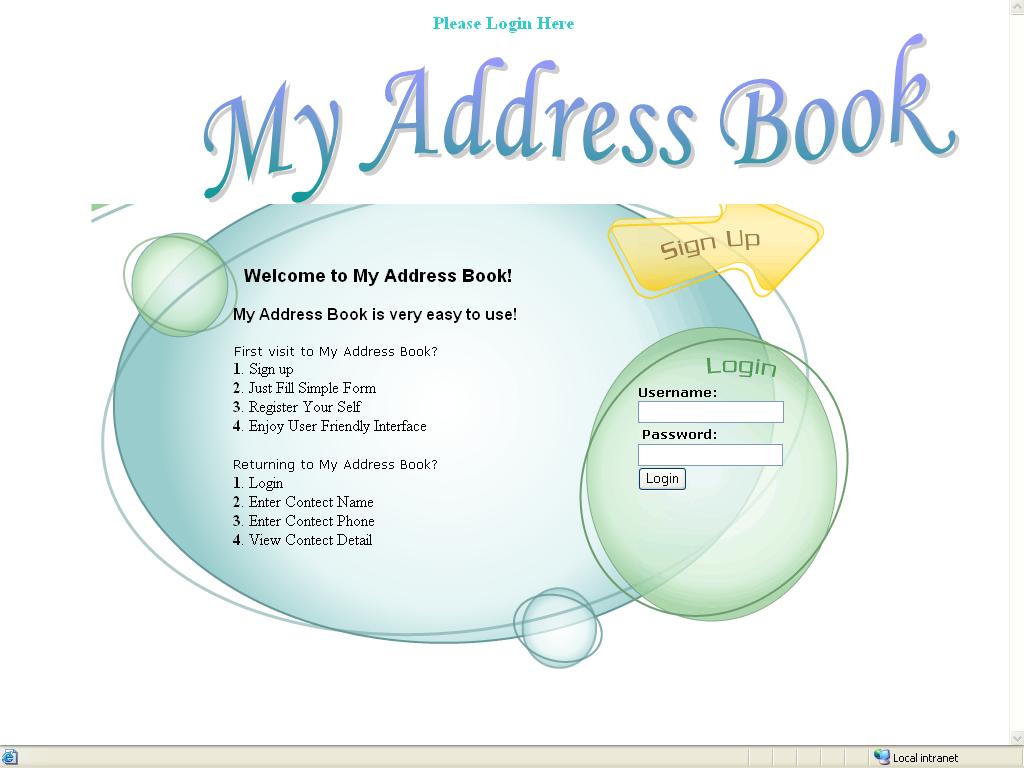 Please Login Here
My Address Book
Sign Up
Welcome to My Address Book!
My Address Book is very easy to use!
First visit to My Address Book?
1. Sign up
2. Just Fill Simple Form
3. Register Your Self
4. Enjoy User Friendly Interface
Returning to My Address Book?
1. Login
2. Enter Contect Name
3. Enter Contect Phone
4. View Contect Detail
Login
Username:
Password:
Login
Local intranet